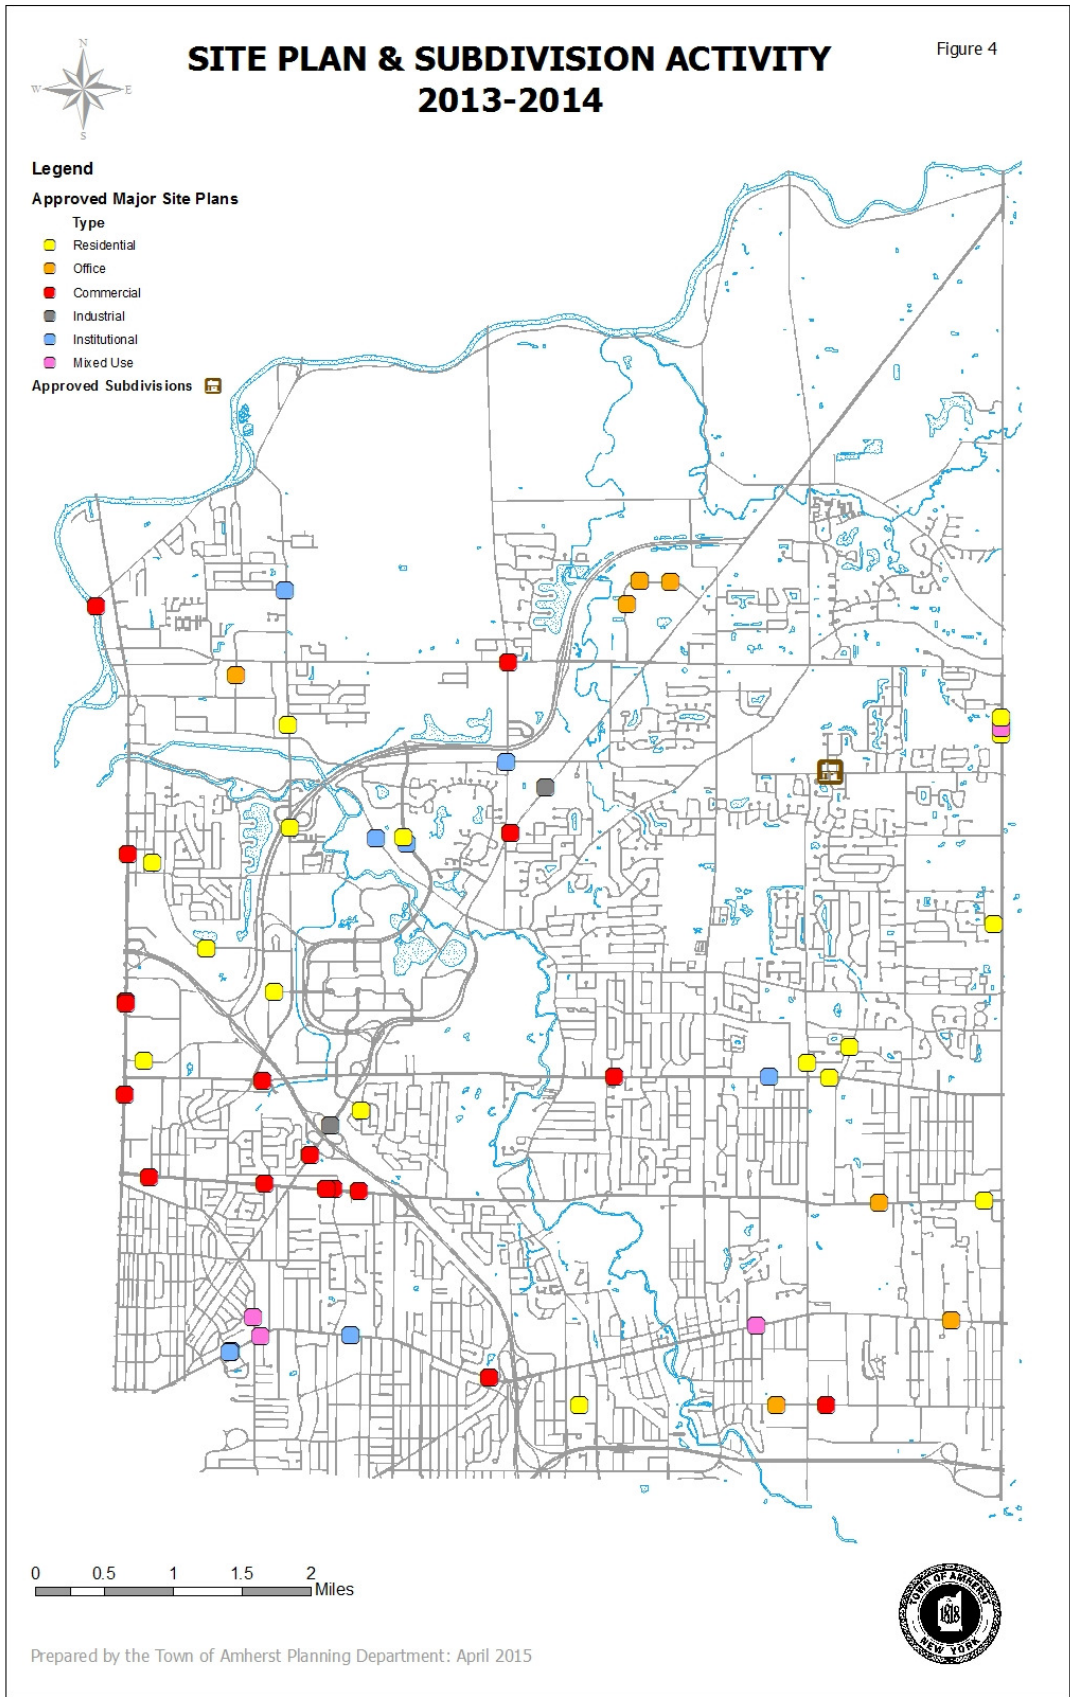 SITE PLAN & SUBDIVISION ACTIVITY
2013-2014
Figure 4
N
W
E
S
Legend
Approved Major Site Plans
Type
Residential
Office
Commercial
Industrial
Institutional
Mixed Use
Approved Subdivisions
0 0.5 1 1.5 2
Miles
TOWN OF AMHERST
1818
NEW YORK
Prepared by the Town of Amherst Planning Department: April 2015